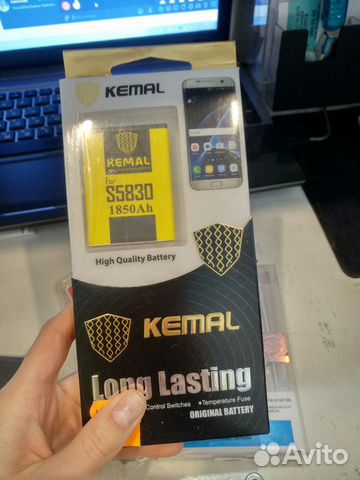 KEMAL
KEMAL
For
S5830
1850Ah
High Quality Battery
KEMAL
Long Lasting
Control Switches •Temperature Fuse
ORIGINAL BATTERY
Avito